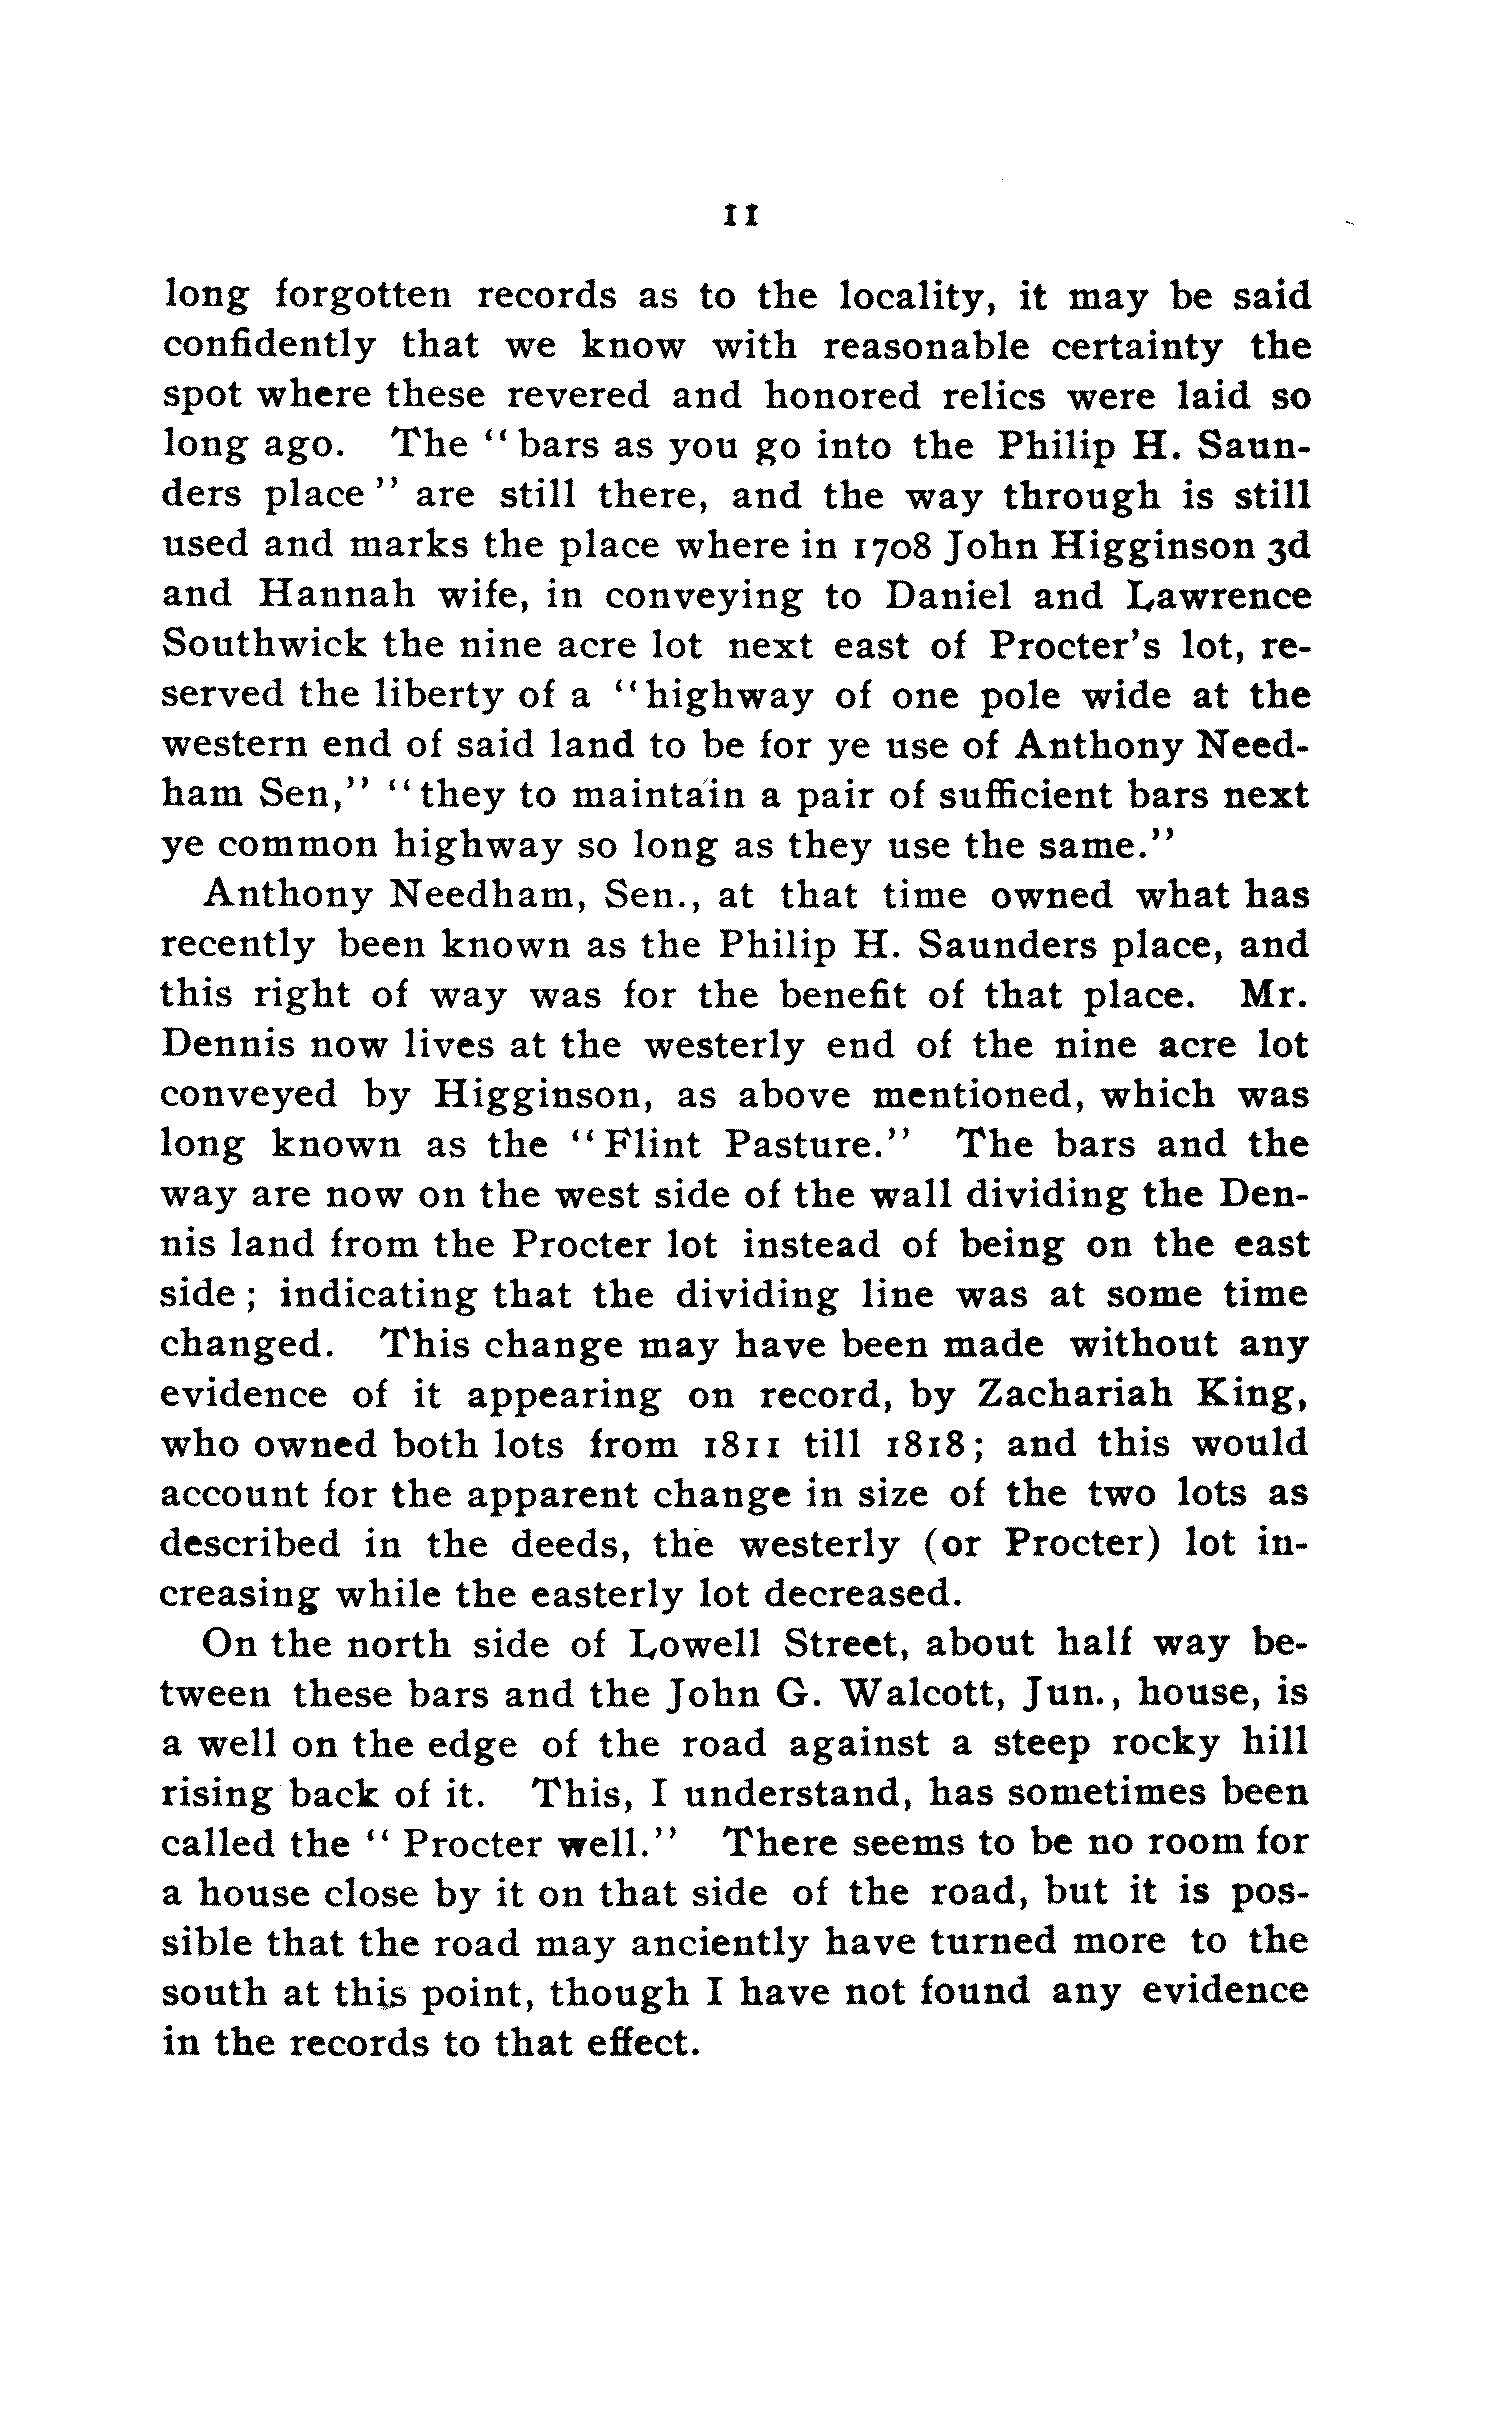 11
long forgotten records as to the locality, it may be said
confidently that we know with reasonable certainty the
spot where these revered and honored relics were laid so
long ago. The "bars as you go into the Philip H. Saun-
ders place" are still there, and the way through is still
used and marks the place where in 1708 John Higginson 3d
and Hannah wife, in conveying to Daniel and Lawrence
Southwick the nine acre lot next east of Procter's lot, re-
served the liberty of a "highway of one pole wide at the
western end of said land to be for ye use of Anthony Need-
ham Sen," "they to maintain a pair of sufficient bars next
ye common highway so long as they use the same."
Anthony Needham, Sen., at that time owned what has
recently been known as the Philip H. Saunders place, and
this right of way was for the benefit of that place. Mr.
Dennis now lives at the westerly end of the nine acre lot
conveyed by Higginson, as above mentioned, which was
long known as the "Flint Pasture." The bars and the
way are now on the west side of the wall dividing the Den-
nis land from the Procter lot instead of being on the east
side; indicating that the dividing line was at some time
changed. This change may have been made without any
evidence of it appearing on record, by Zachariah King,
who owned both lots from 1811 till 1818; and this would
account for the apparent change in size of the two lots as
described in the deeds, the westerly (or Procter) lot in-
creasing while the easterly lot decreased.
On the north side of Lowell Street, about half way be-
tween these bars and the John G. Walcott, Jun., house, is
a well on the edge of the road against a steep rocky hill
rising back of it. This, I understand, has sometimes been
called the "Procter well." There seems to be no room for
a house close by it on that side of the road, but it is pos-
sible that the road may anciently have turned more to the
south at this point, though I have not found any evidence
in the records to that effect.